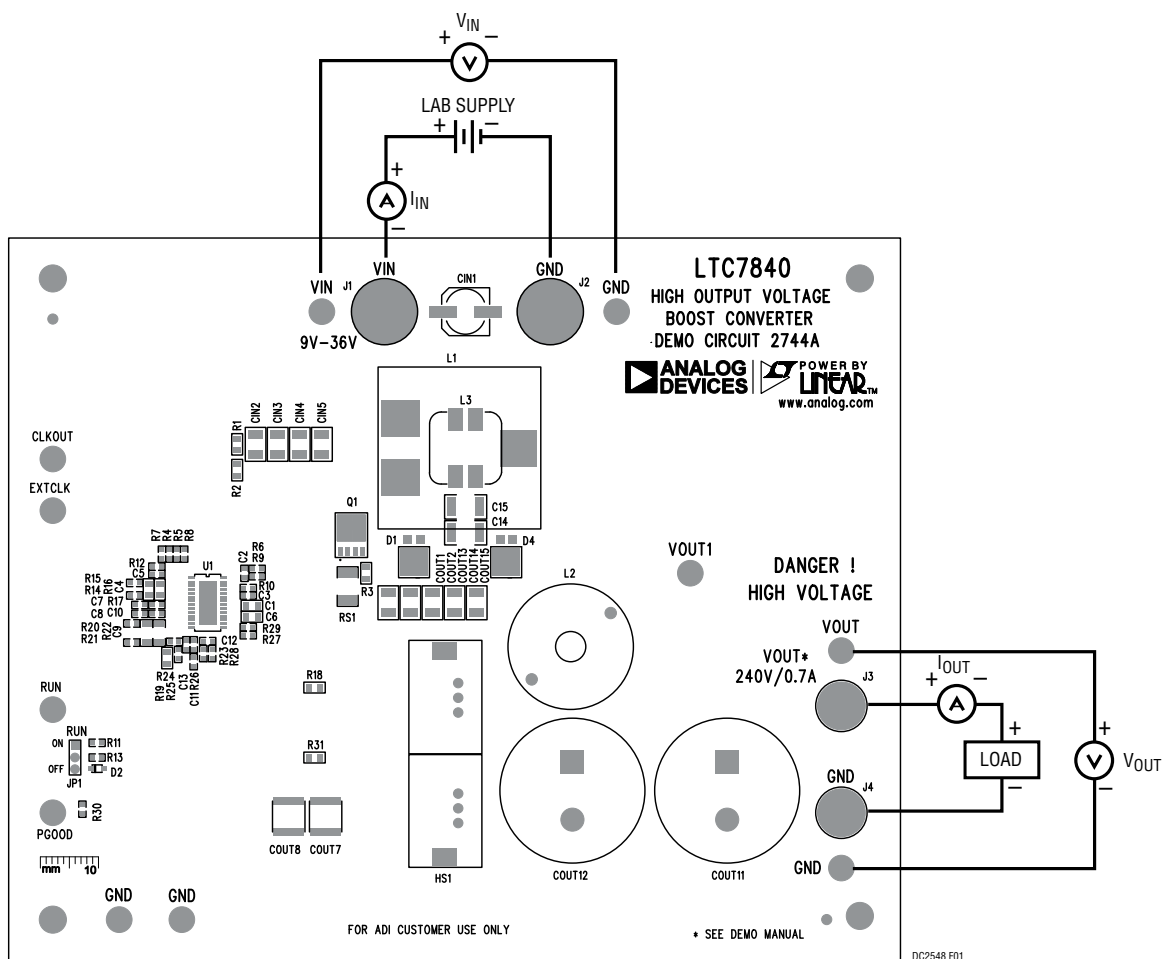 VIN
+ −
V
LAB SUPPLY
+ −
+
A IIN
−
VIN
J1
VIN
CIN1
GND
J2
GND
9V-36V
LTC7840
HIGH OUTPUT VOLTAGE
BOOST CONVERTER
DEMO CIRCUIT 2744A
ANALOG
DEVICES
POWER BY
LINEAR TM
www.analog.com
L1
L3
CIN2
CIN3
CIN4
CIN5
R1
R2
CLKOUT
EXTCLK
Q1
C15
C14
D1
D4
COUT1
COUT2
COUT13
COUT14
COUT15
R3
RS1
L2
VOUT1
DANGER !
HIGH VOLTAGE
R7
R4
R5
R8
R12
C5
R15
R14
R16
C4
C7
R17
C8
C10
R20
R21
R22
C9
U1
C2
R6
R9
R10
C3
C1
C6
R29
R27
C12
R23
R28
R24
R19
R25
C13
C11
R26
VOUT
VOUT*
240V/0.7A
J3
IOUT
+ −
A
+
LOAD
−
+
V VOUT
−
GND
J4
GND
RUN
RUN
ON
OFF
JP1
R11
R13
D2
R30
PGOOD
R18
R31
COUT8
COUT7
HS1
COUT12
COUT11
mm 10
GND
GND
FOR ADI CUSTOMER USE ONLY
* SEE DEMO MANUAL
DC2548 F01